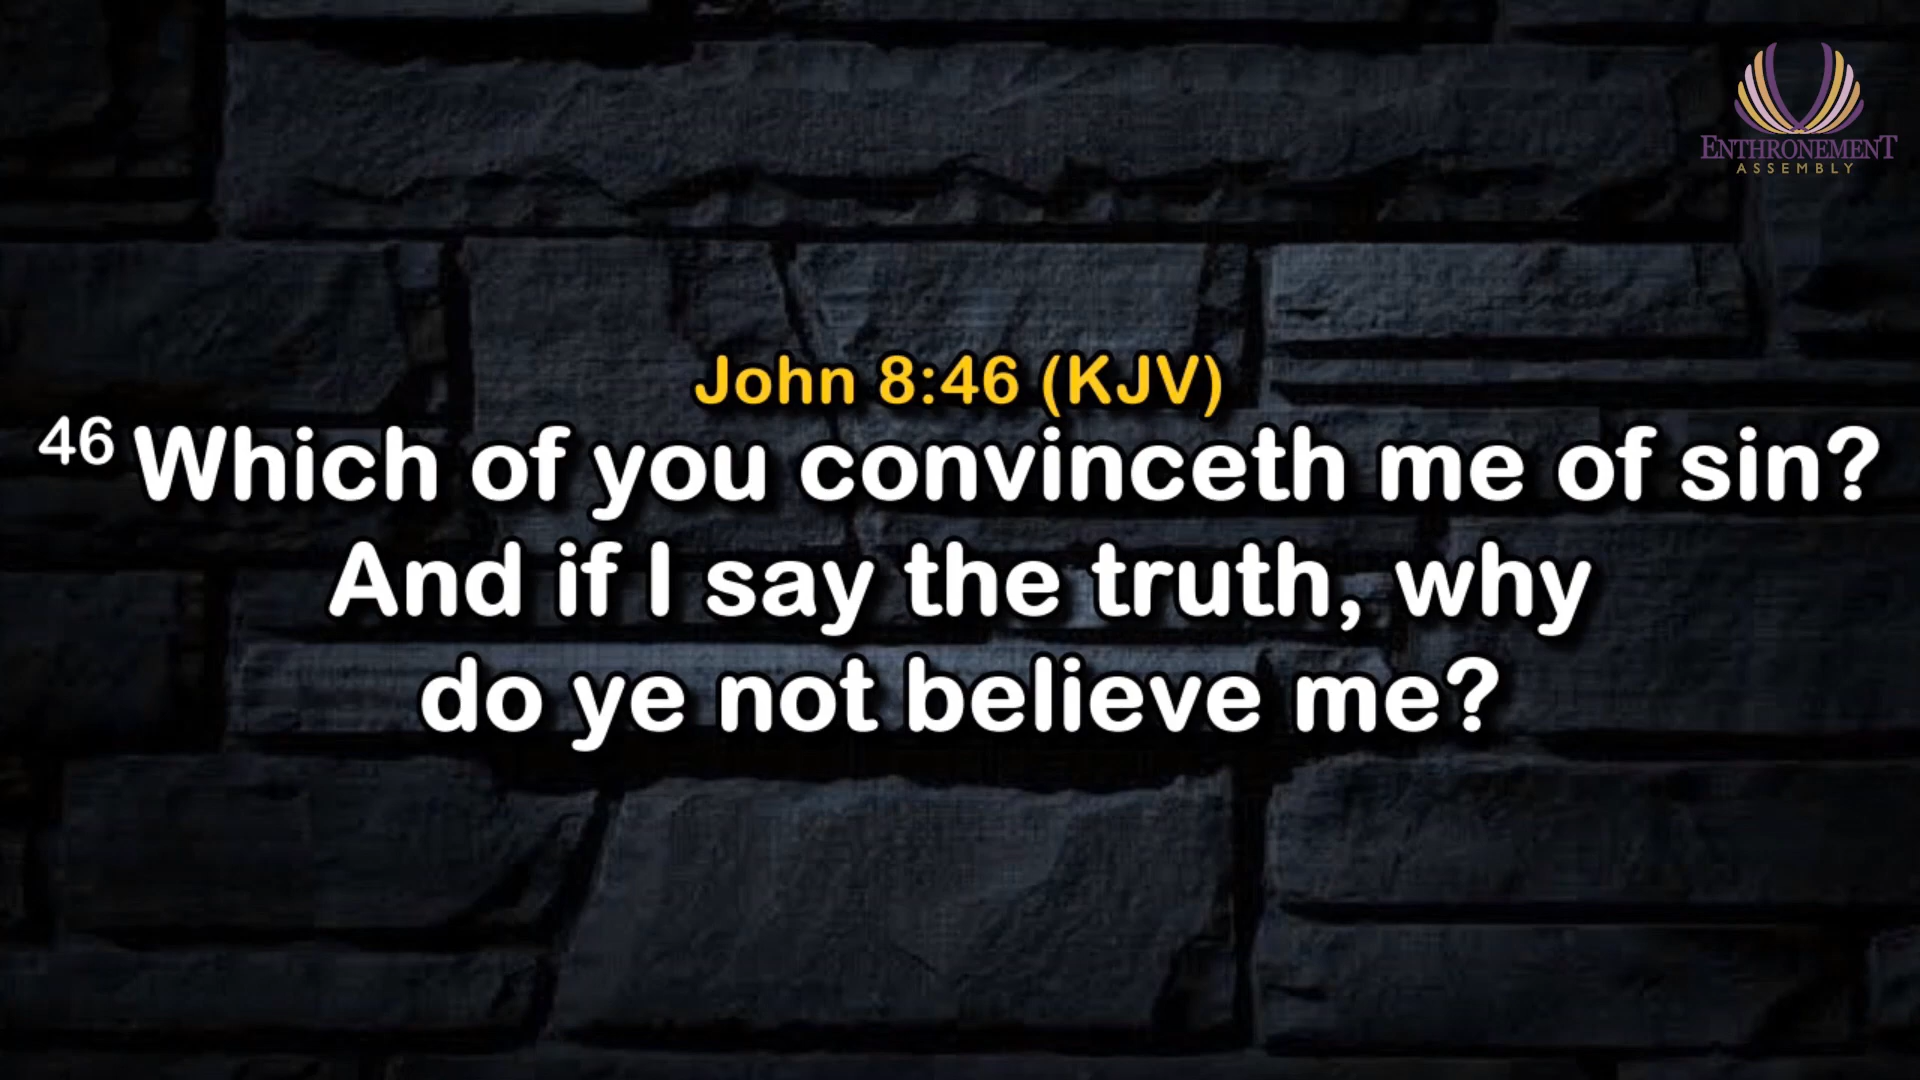 ENTHRONEMENT
ASSEMBLY
John 8:46 (KJV)
46 Which of you convinceth me of sin?
And if I say the truth, why
do ye not believe me?